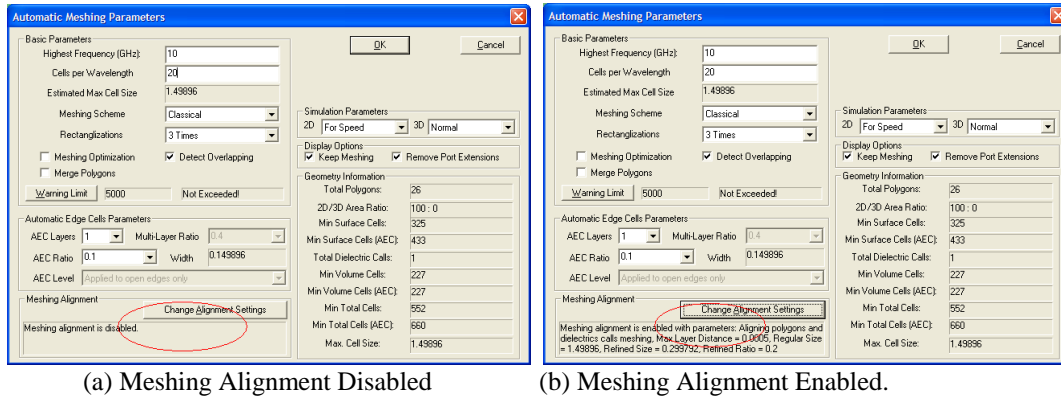 Automatic Meshing Parameters
Basic Parameters
Highest Frequency (GHz): 10
Cells per Wavelength 20
Estimated Max Cell Size 1.49896
Meshing Scheme Classical
Rectanglizations 3 Times
Meshing Optimization Detect Overlapping
Merge Polygons
Warning Limit 5000 Not Exceeded!
Automatic Edge Cells Parameters
AEC Layers 1 Multi-Layer Ratio 0.4
AEC Ratio 0.1 Width 0.149896
AEC Level Applied to open edges only
Meshing Alignment
Change Alignment Settings
Meshing alignment is disabled.
OK Cancel
Simulation Parameters
2D For Speed 3D Normal
Display Options
Keep Meshing Remove Port Extensions
Geometry Information
Total Polygons: 26
2D/3D Area Ratio: 100 : 0
Min Surface Cells: 325
Min Surface Cells (AEC): 433
Total Dielectric Calls: 1
Min Volume Cells: 227
Min Volume Cells (AEC): 227
Min Total Cells: 552
Min Total Cells (AEC): 660
Max. Cell Size: 1.49896
(a) Meshing Alignment Disabled
Automatic Meshing Parameters
Basic Parameters
Highest Frequency (GHz): 10
Cells per Wavelength 20
Estimated Max Cell Size 1.49896
Meshing Scheme Classical
Rectanglizations 3 Times
Meshing Optimization Detect Overlapping
Merge Polygons
Warning Limit 5000 Not Exceeded!
Automatic Edge Cells Parameters
AEC Layers 1 Multi-Layer Ratio 0.4
AEC Ratio 0.1 Width 0.149896
AEC Level Applied to open edges only
Meshing Alignment
Change Alignment Settings
Meshing alignment is enabled with parameters: Aligning polygons and
dielectrics calls meshing, Max Layer Distance = 0.0005, Regular Size
= 1.49896, Refined Size = 0.299792, Refined Ratio = 0.2
OK Cancel
Simulation Parameters
2D For Speed 3D Normal
Display Options
Keep Meshing Remove Port Extensions
Geometry Information
Total Polygons: 26
2D/3D Area Ratio: 100 : 0
Min Surface Cells: 325
Min Surface Cells (AEC): 433
Total Dielectric Calls: 1
Min Volume Cells: 227
Min Volume Cells (AEC): 227
Min Total Cells: 552
Min Total Cells (AEC): 660
Max. Cell Size: 1.49896
(b) Meshing Alignment Enabled.